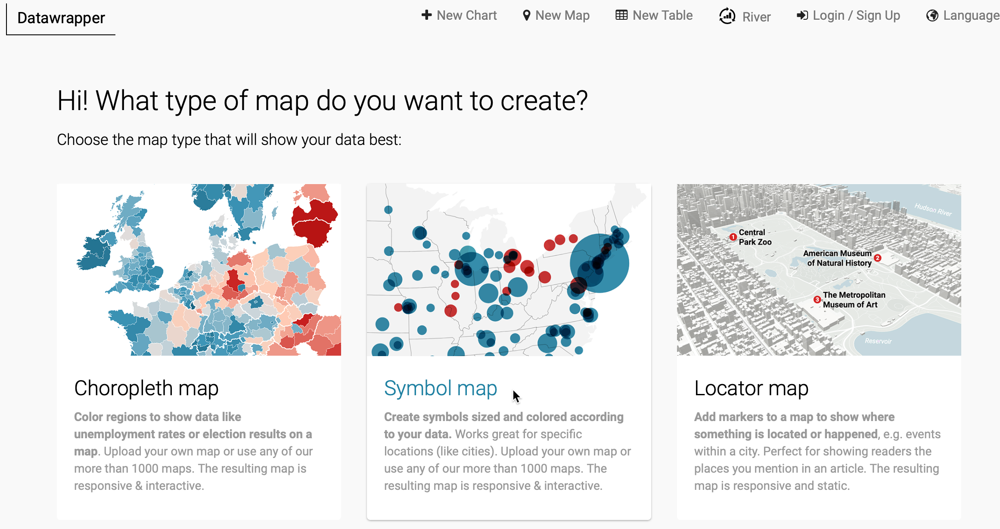 Datawrapper
New Chart
New Map
New Table
River
Login / Sign Up
Language
Hi! What type of map do you want to create?
Choose the map type that will show your data best:
Hudson River
1 Central
Park Zoo
American Museum 2
of Natural History
3 The Metropolitan
Museum of Art
Reservoir
Choropleth map
Color regions to show data like
unemployment rates or election results on a
map. Upload your own map or use any of our
more than 1000 maps. The resulting map is
responsive & interactive.
Symbol map
Create symbols sized and colored according
to your data. Works great for specific
locations (like cities). Upload your own map or
use any of our more than 1000 maps. The
resulting map is responsive & interactive.
Locator map
Add markers to a map to show where
something is located or happened, e.g. events
within a city. Perfect for showing readers the
places you mention in an article. The resulting
map is responsive and static.